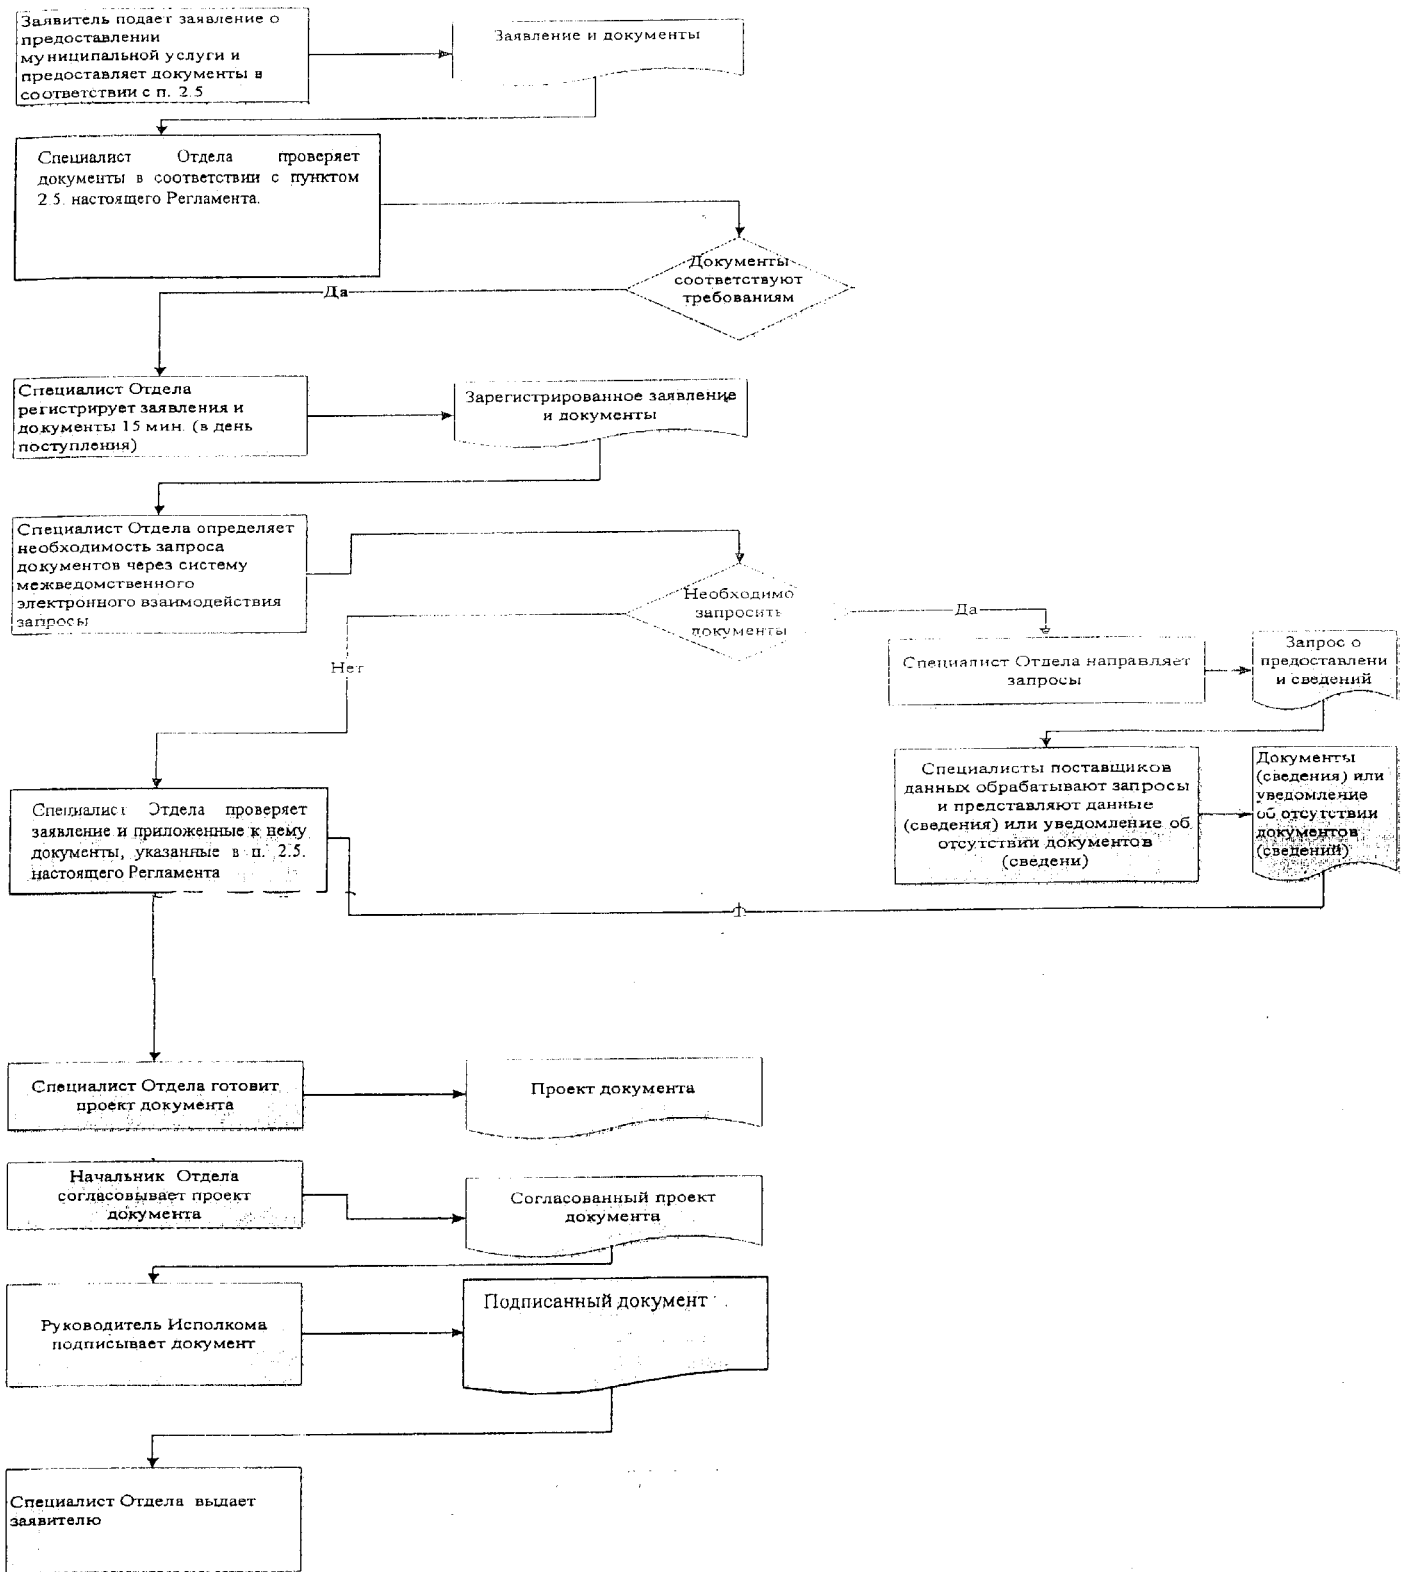 Заявитель подает заявление о
предоставлении
муниципальной услуги и
предоставляет документы в
соответствии с п. 2.5
Заявление и документы
Специалист Отдела проверяет
документы в соответствии с пунктом
2.5. настоящего Регламента.
Документы
соответствуют
требованиям
Да
Специалист Отдела
регистрирует заявления и
документы 15 мин. (в день
поступления)
Зарегистрированное заявление
и документы
Специалист Отдела определяет
необходимость запроса
документов через систему
межведомственного
электронного взаимодействия
запросы
Необходимо
запросить
документы
Да
Нет
Специалист Отдела направляет
запросы
Запрос о
предоставлени
и сведений
Специалисты поставщиков
данных обрабатывают запросы
и представляют данные
(сведения) или уведомление об
отсутствии документов
(сведени)
Документы
(сведения) или
уведомление
об отсутствии
документов
(сведений)
Специалист Отдела проверяет
заявление и приложенные к нему
документы, указанные в п. 2.5.
настоящего Регламента
Специалист Отдела готовит
проект документа
Проект документа
Начальник Отдела
согласовывает проект
документа
Согласованный проект
документа
Руководитель Исполкома
подписывает документ
Подписанный документ
Специалист Отдела выдает
заявителю